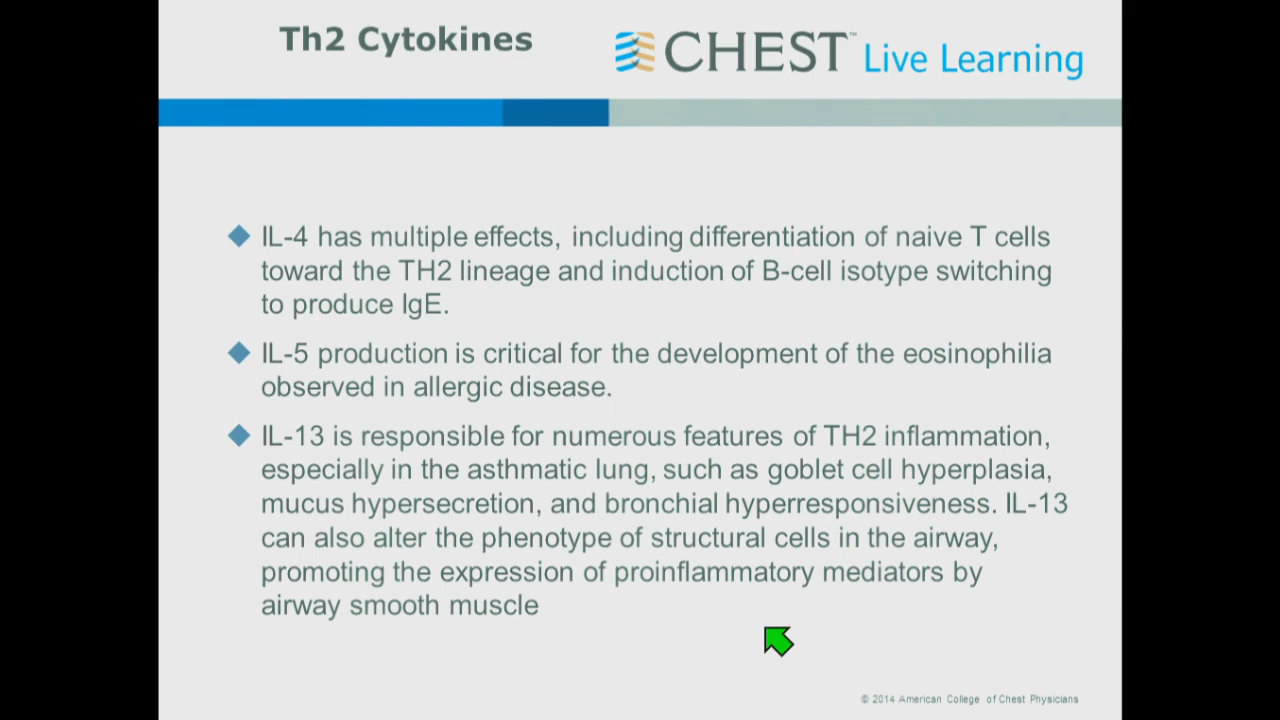 Th2 Cytokines
CHEST™ Live Learning
IL-4 has multiple effects, including differentiation of naive T cells
toward the TH2 lineage and induction of B-cell isotype switching
to produce IgE.
IL-5 production is critical for the development of the eosinophilia
observed in allergic disease.
IL-13 is responsible for numerous features of TH2 inflammation,
especially in the asthmatic lung, such as goblet cell hyperplasia,
mucus hypersecretion, and bronchial hyperresponsiveness. IL-13
can also alter the phenotype of structural cells in the airway,
promoting the expression of proinflammatory mediators by
airway smooth muscle
© 2014 American College of Chest Physicians